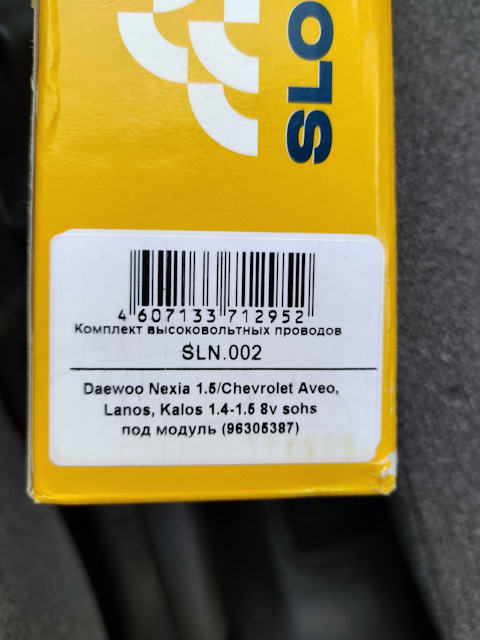 SLO
4 607133 712952
Комплект высоковольтных проводов
SLN.002
Daewoo Nexia 1.5/Chevrolet Aveo,
Lanos, Kalos 1.4-1.5 8v sohs
под модуль (96305387)